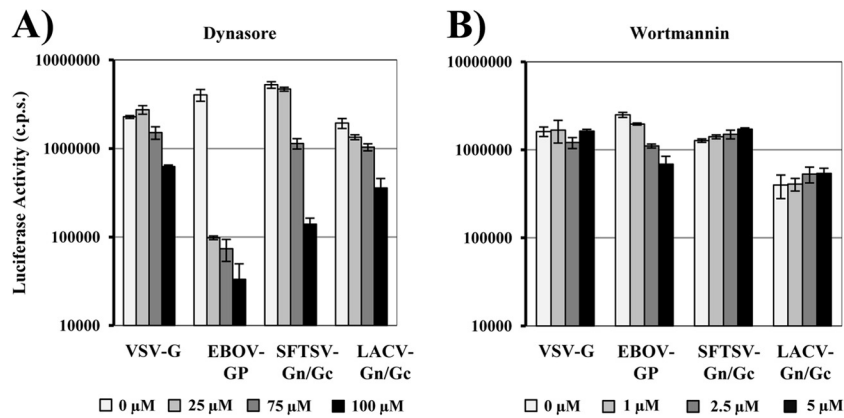 A)
Dynasore
Luciferase Activity (c.p.s.)
10000000
1000000
100000
10000
VSV-G
EBOV-
GP
SFTSV-
Gn/Gc
LACV-
Gn/Gc
0 µM 25 µM 75 µM 100 µM
B)
Wortmannin
10000000
1000000
100000
10000
VSV-G
EBOV-
GP
SFTSV-
Gn/Gc
LACV-
Gn/Gc
0 µM 1 µM 2.5 µM 5 µM